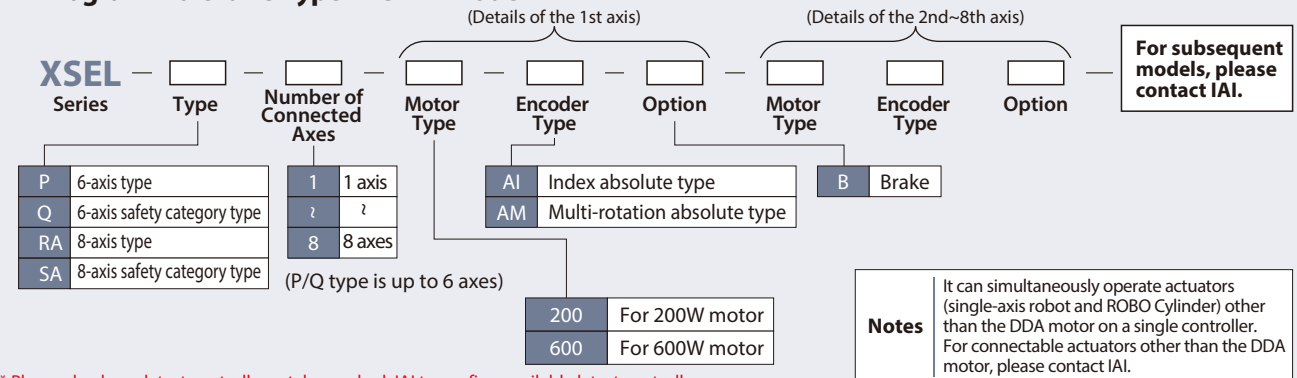 (Details of the 1st axis)
(Details of the 2nd~8th axis)
XSEL
Series
Type
Number of
Connected
Axes
Motor
Type
Encoder
Type
Option
Motor
Type
Encoder
Type
Option
For subsequent
models, please
contact IAI.
P 6-axis type
Q 6-axis safety category type
RA 8-axis type
SA 8-axis safety category type
1 1 axis
~ ~
8 8 axes
(P/Q type is up to 6 axes)
AI Index absolute type
AM Multi-rotation absolute type
B Brake
200 For 200W motor
600 For 600W motor
Notes
It can simultaneously operate actuators
(single-axis robot and ROBO Cylinder) other
than the DDA motor on a single controller.
For connectable actuators other than the DDA
motor, please contact IAI.